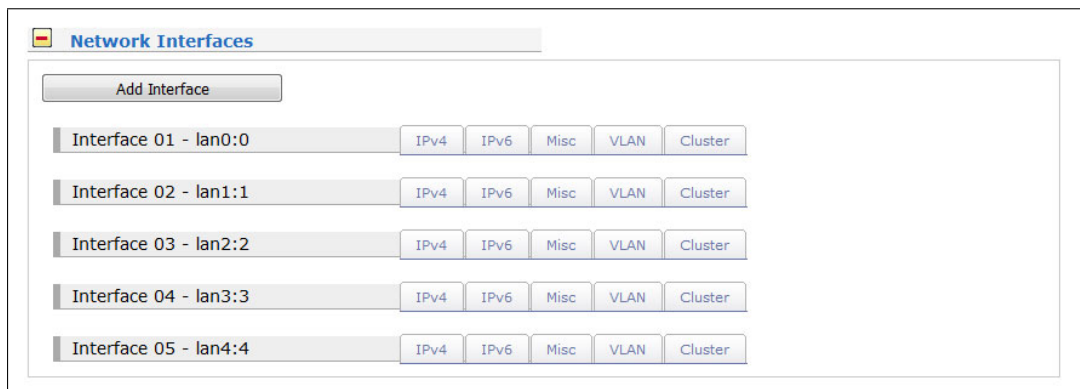 Network Interfaces
Add Interface
Interface 01 - lan0:0 IPv4 IPv6 Misc VLAN Cluster
Interface 02 - lan1:1 IPv4 IPv6 Misc VLAN Cluster
Interface 03 - lan2:2 IPv4 IPv6 Misc VLAN Cluster
Interface 04 - lan3:3 IPv4 IPv6 Misc VLAN Cluster
Interface 05 - lan4:4 IPv4 IPv6 Misc VLAN Cluster